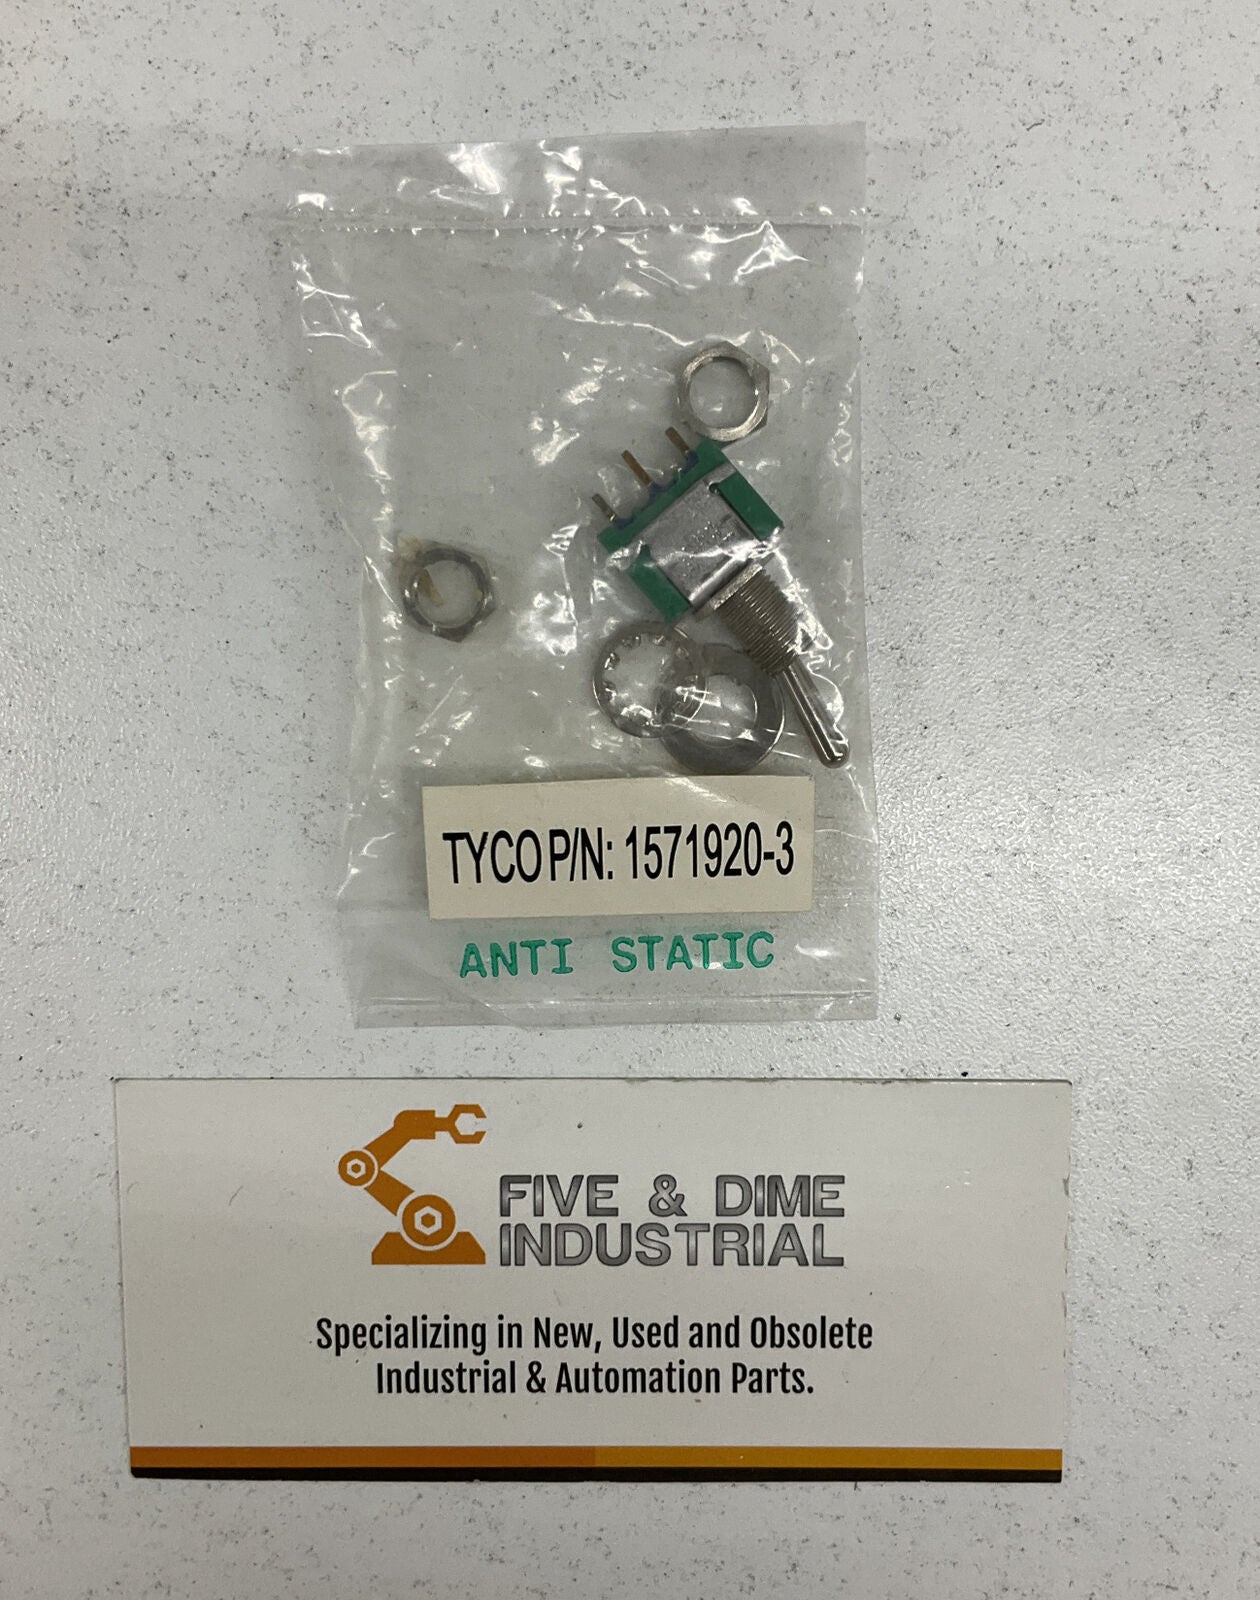 TYCO P/N: 1571920-3
ANTI STATIC
FIVE & DIME
INDUSTRIAL
Specializing in New, Used and Obsolete
Industrial & Automation Parts.